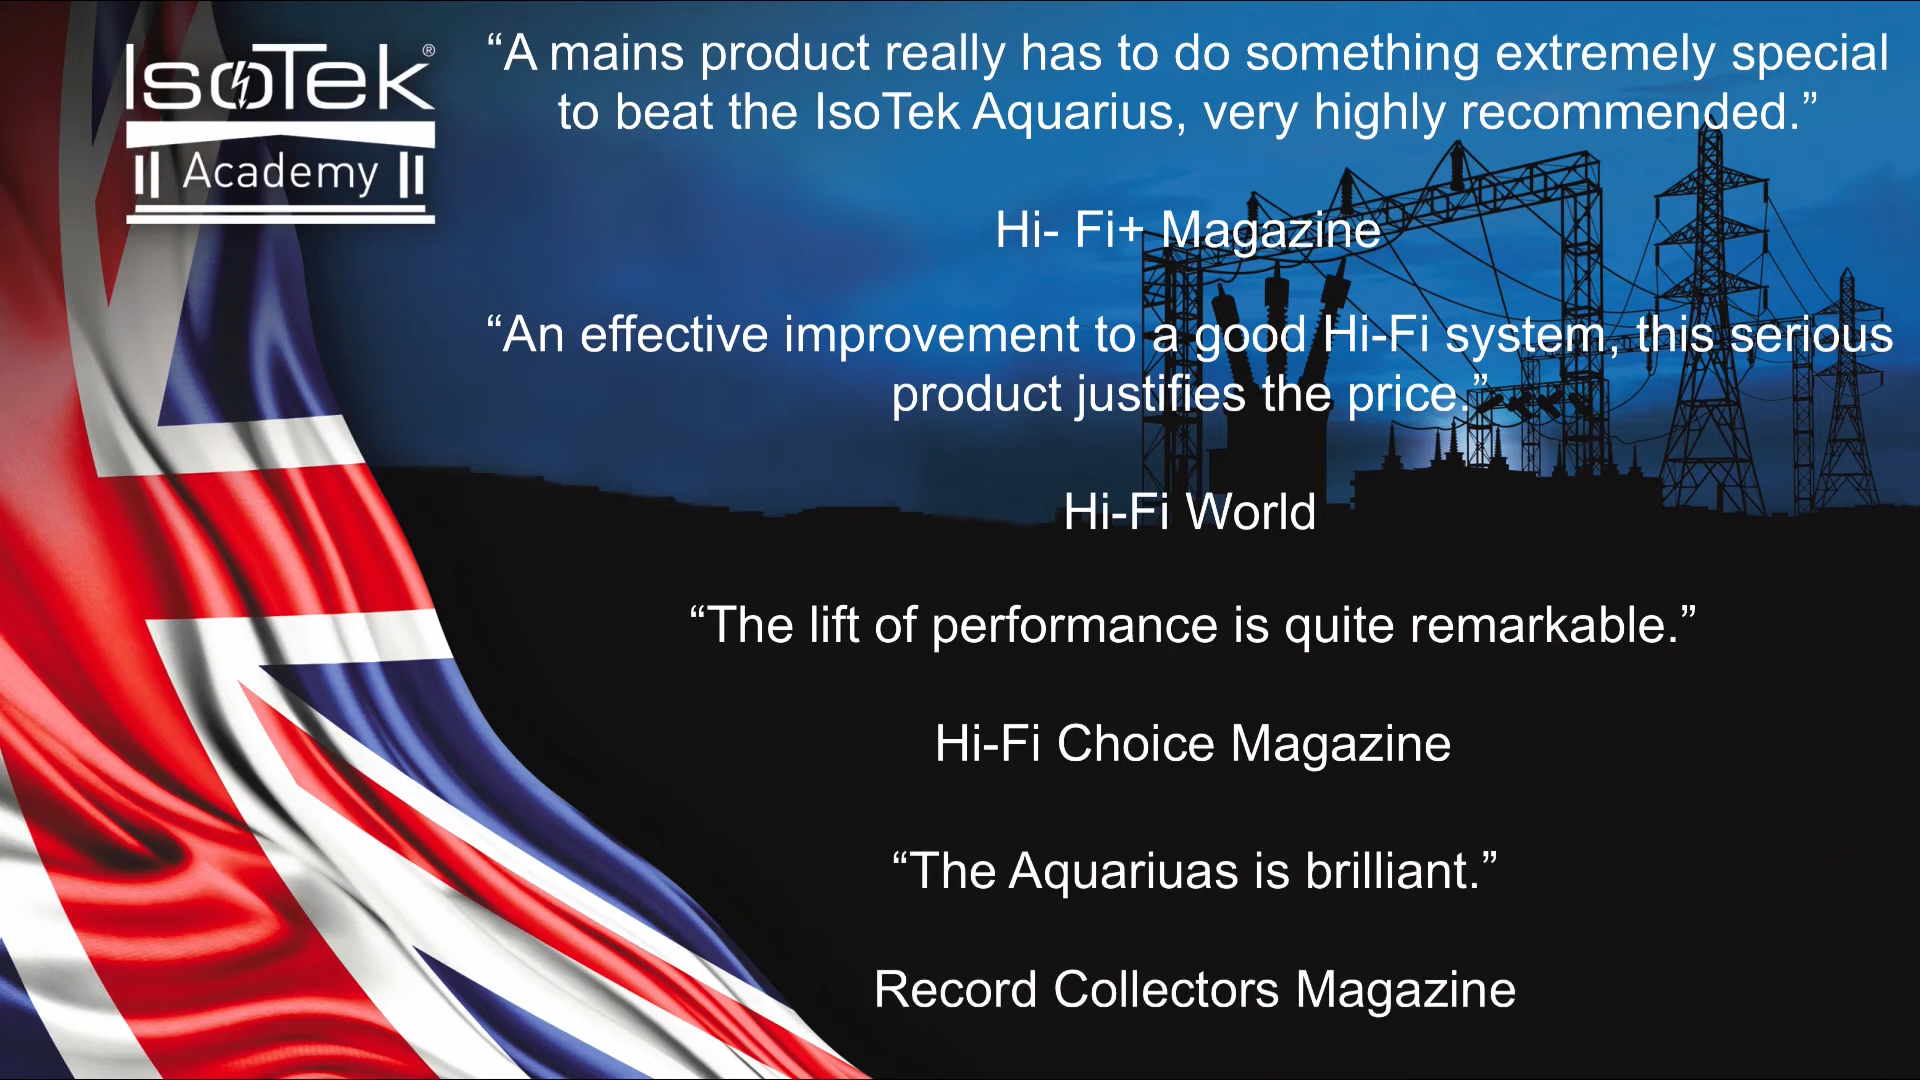 IsoTek®
Academy
“A mains product really has to do something extremely special
to beat the IsoTek Aquarius, very highly recommended.”
Hi- Fi+ Magazine
“An effective improvement to a good Hi-Fi system, this serious
product justifies the price.”
Hi-Fi World
“The lift of performance is quite remarkable.”
Hi-Fi Choice Magazine
“The Aquariuas is brilliant.”
Record Collectors Magazine